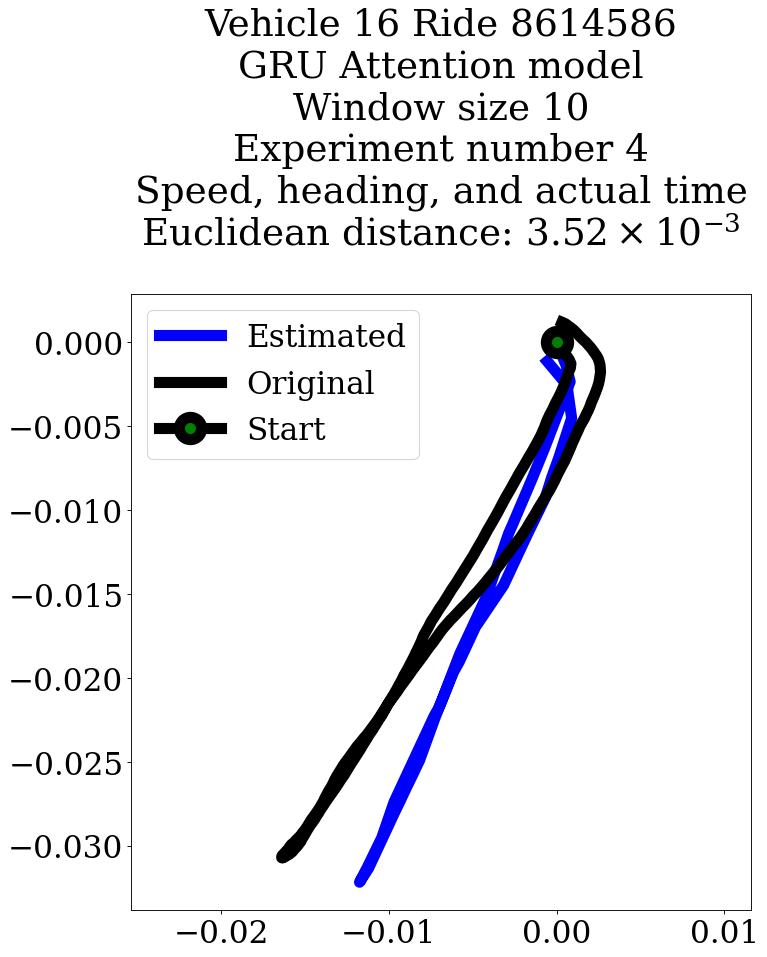 Vehicle 16 Ride 8614586
GRU Attention model
Window size 10
Experiment number 4
Speed, heading, and actual time
Euclidean distance: 3.52 × 10⁻³
Estimated
Original
Start
0.000
−0.005
−0.010
−0.015
−0.020
−0.025
−0.030
−0.02
−0.01
0.00
0.01